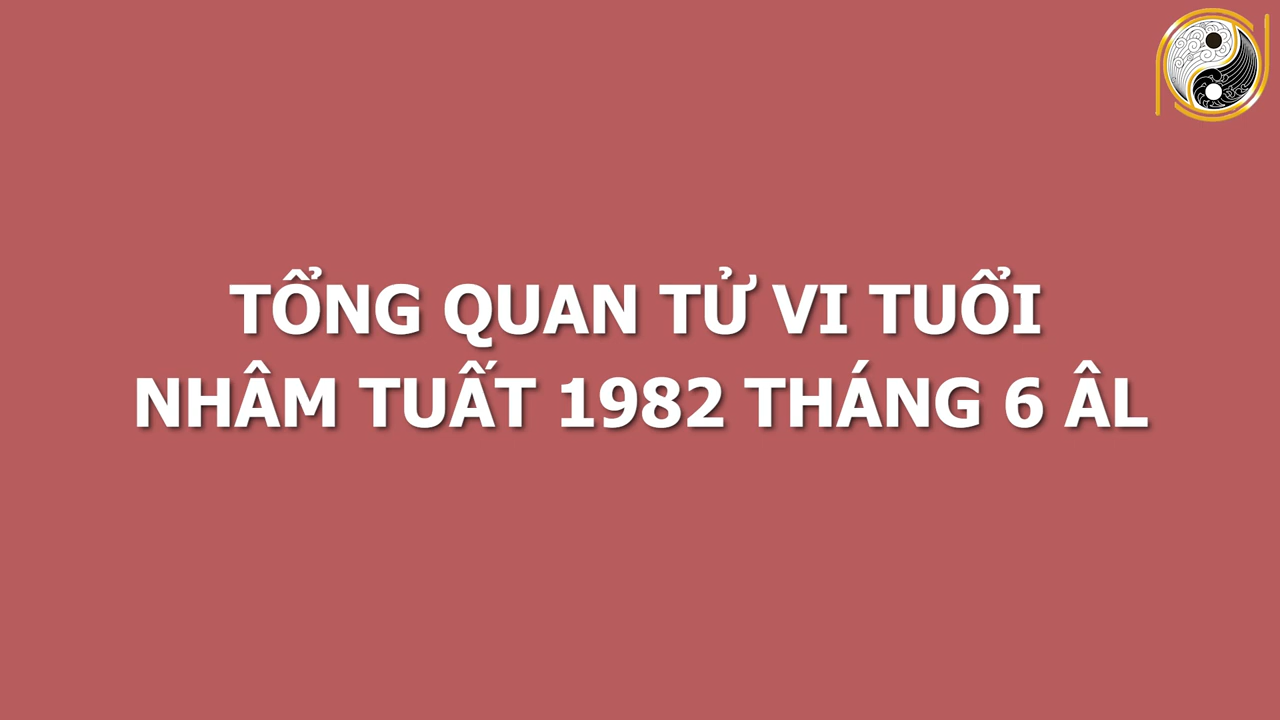 TỔNG QUAN TỬ VI TUỔI
NHÂM TUẤT 1982 THÁNG 6 ÂL